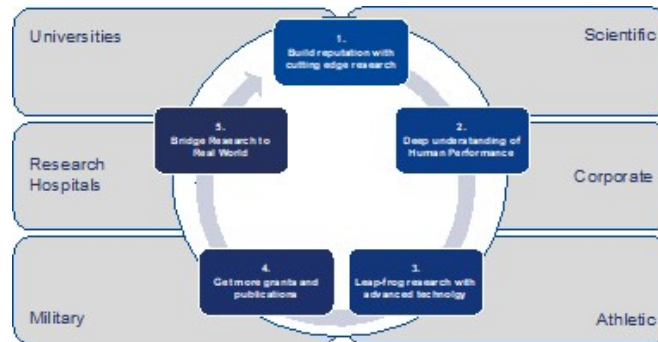 Universities
Scientific
1.
Build reputation with
cutting edge research
5.
Bridge Research to
Real World
2.
Deep understanding of
Human Performance
Research
Hospitals
Corporate
4.
Get more grants and
publications
3.
Leap-frog research with
advanced technolgy
Military
Athletic